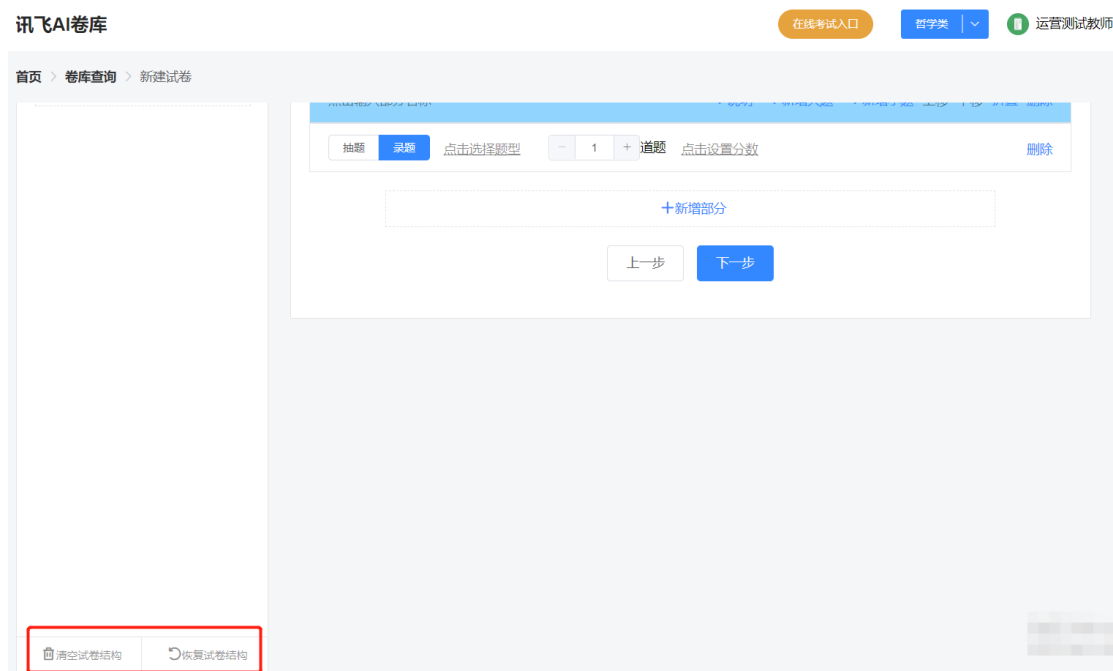 讯飞AI卷库
在线考试入口 哲学类 运营测试教师
首页 > 卷库查询 > 新建试卷
抽题 录题 点击选择题型 − 1 + 道题 点击设置分数 删除
+新增部分
上一步 下一步
清空试卷结构 恢复试卷结构